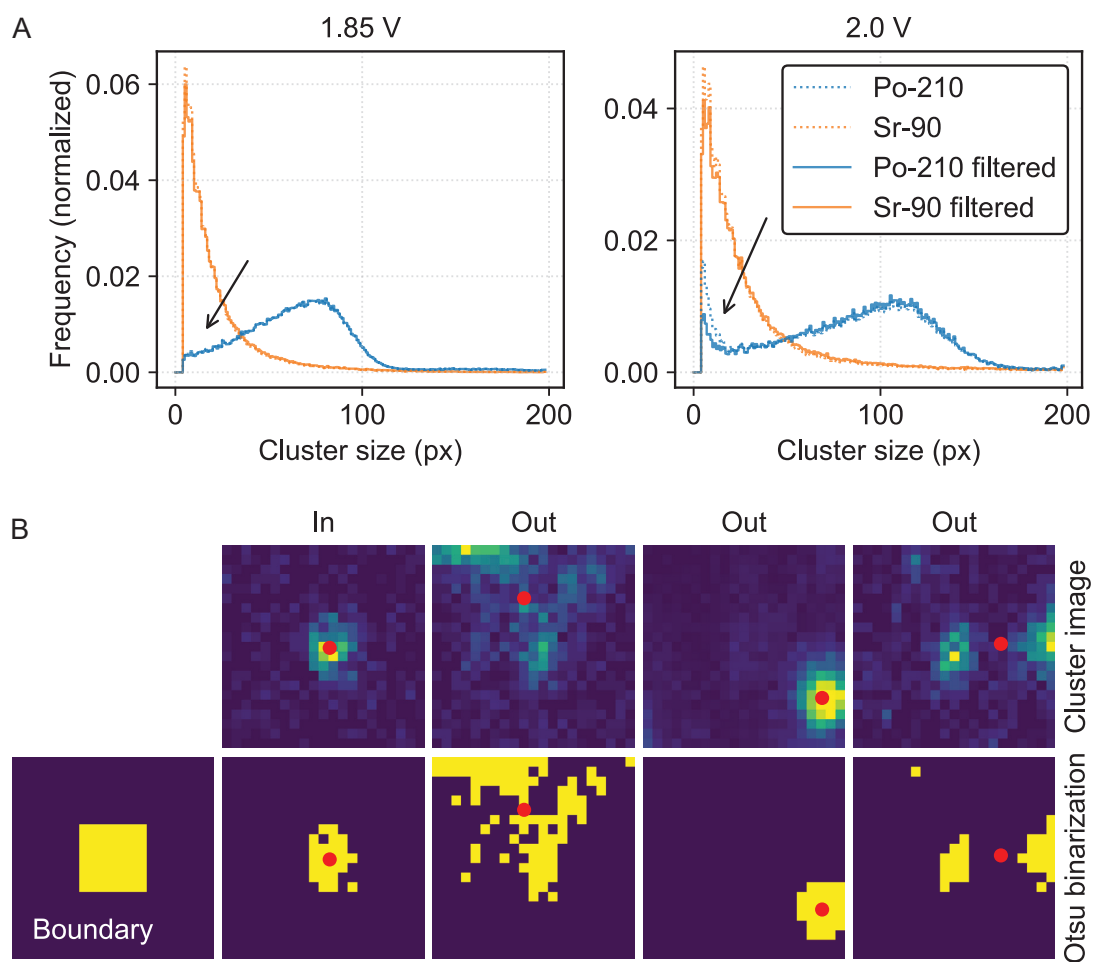 A
1.85 V
2.0 V
Frequency (normalized)
0.06
0.04
0.02
0.00
0
100
200
Cluster size (px)
0.04
0.02
0.00
0
100
200
Cluster size (px)
Po-210
Sr-90
Po-210 filtered
Sr-90 filtered
B
In
Out
Out
Out
Cluster image
Boundary
Otsu binarization